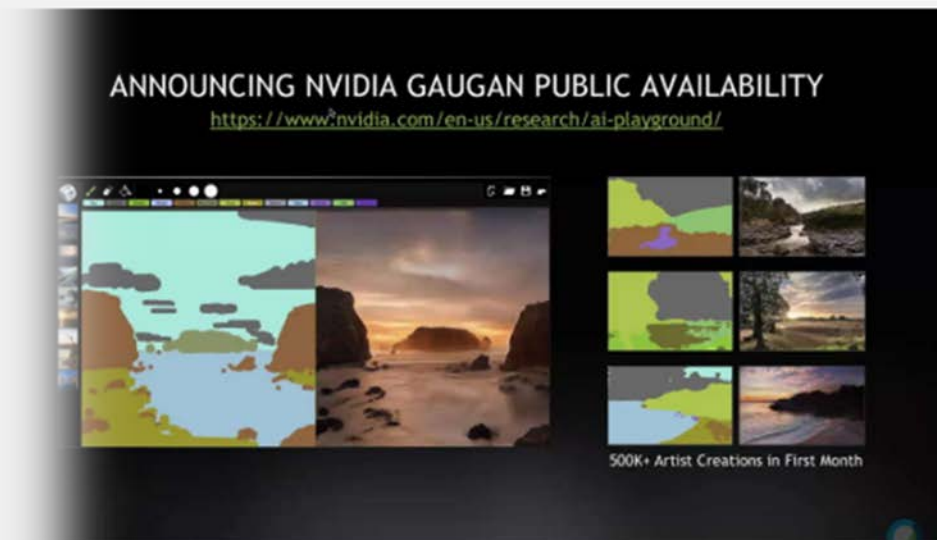 ANNOUNCING NVIDIA GAUGAN PUBLIC AVAILABILITY
https://www.nvidia.com/en-us/research/ai-playground/
500K+ Artist Creations in First Month